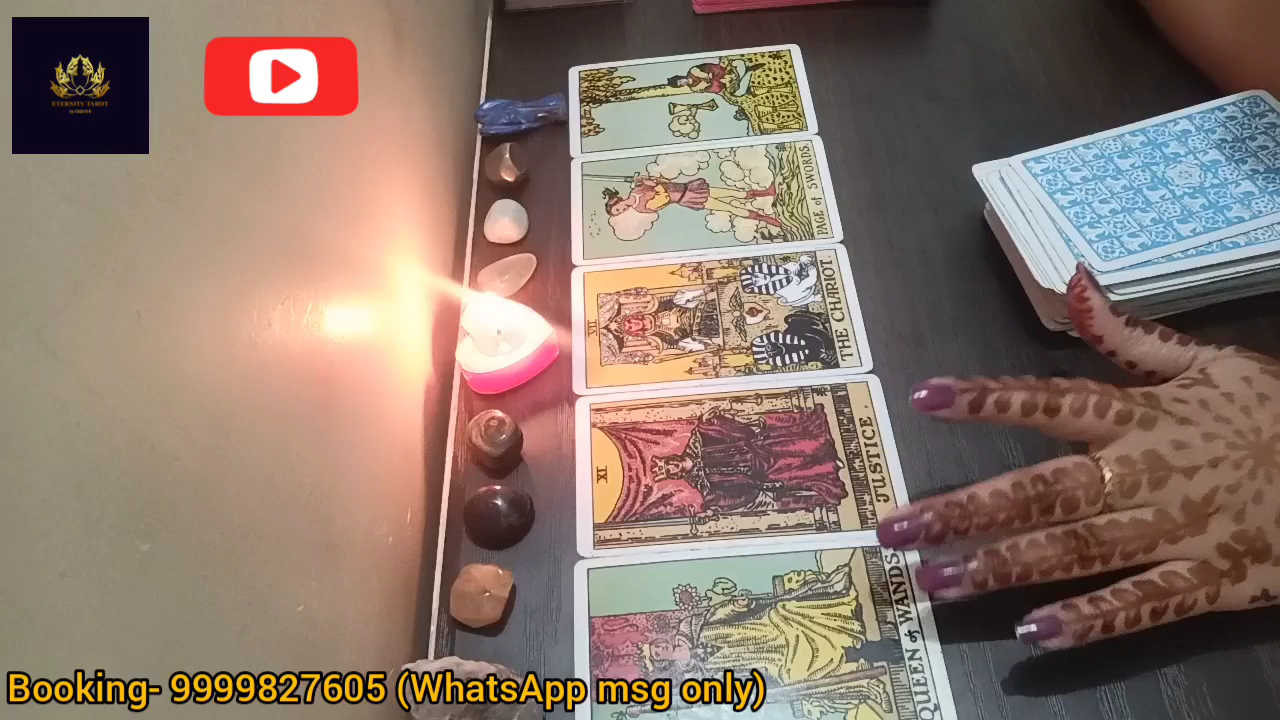 ETERNITY TAROT
PAGE of SWORDS.
VII
THE CHARIOT.
XI
JUSTICE.
QUEEN of WANDS
Booking- 9999827605 (WhatsApp msg only)